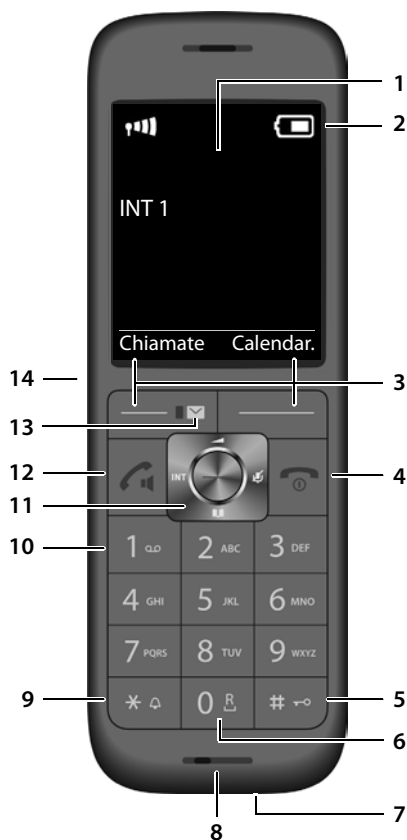 1
2
INT 1
Chiamate Calendar.
14
3
13
12
INT
4
11
10
1
2 ABC
3 DEF
4 GHI
5 JKL
6 MNO
7 PQRS
8 TUV
9 WXYZ
9
*
0 R
#
5
6
7
8